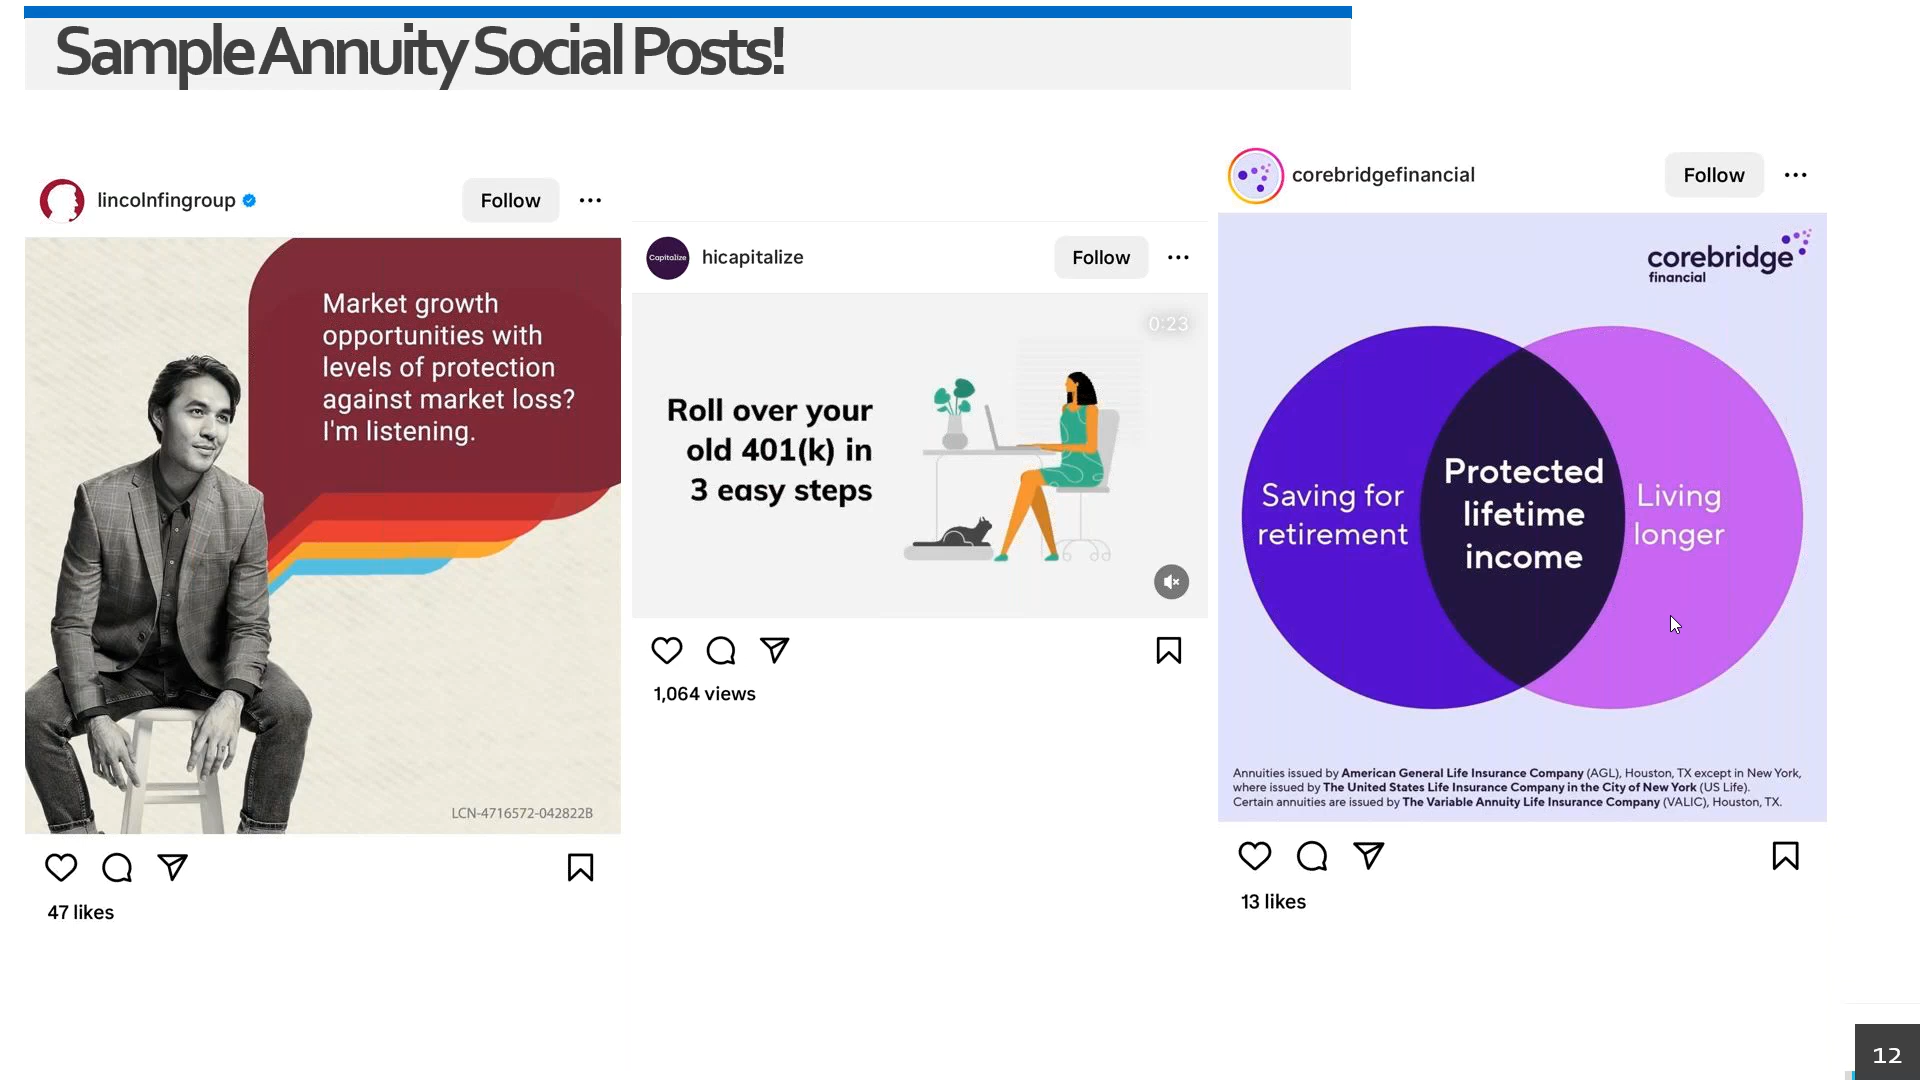 Sample Annuity Social Posts!
lincolnfingroup
Follow
Market growth
opportunities with
levels of protection
against market loss?
I'm listening.
LCN-4716572-042822B
47 likes
Capitalize
hicapitalize
Follow
0:23
Roll over your
old 401(k) in
3 easy steps
1,064 views
corebridgefinancial
Follow
corebridge
financial
Saving for
retirement
Protected
lifetime
income
Living
longer
Annuities issued by American General Life Insurance Company (AGL), Houston, TX except in New York,
where issued by The United States Life Insurance Company in the City of New York (US Life).
Certain annuities are issued by The Variable Annuity Life Insurance Company (VALIC), Houston, TX.
13 likes
12